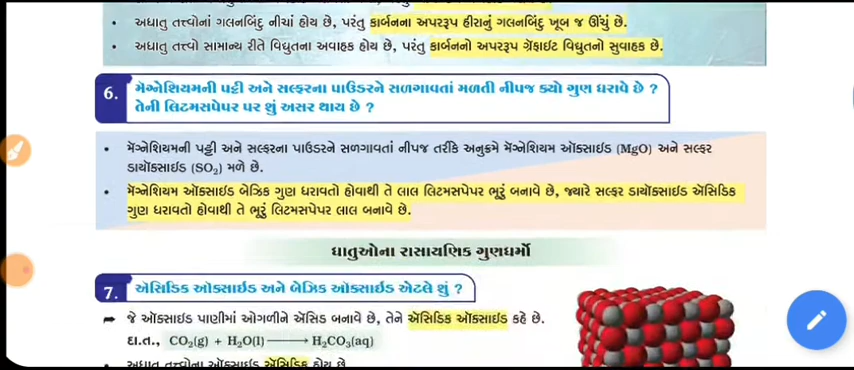 • અધાતુ તત્ત્વોનાં ગલનબિંદુ નીચાં હોય છે, પરંતુ કાર્બનના અપરરૂપ હીરાનું ગલનબિંદુ ખૂબ જ ઊંચું છે.
• અધાતુ તત્ત્વો સામાન્ય રીતે વિદ્યુતના અવાહક હોય છે, પરંતુ કાર્બનનો અપરરૂપ ગ્રૅફાઇટ વિદ્યુતનો સુવાહક છે.
6. મૅગ્નેશિયમની પટ્ટી અને સલ્ફરના પાઉડરને સળગાવતાં મળતી નીપજ ક્યો ગુણ ધરાવે છે ?
તેની લિટમસપેપર પર શું અસર થાય છે ?
• મૅગ્નેશિયમની પટ્ટી અને સલ્ફરના પાઉડરને સળગાવતાં નીપજ તરીકે અનુક્રમે મૅગ્નેશિયમ ઑક્સાઇડ (MgO) અને સલ્ફર
ડાયૉક્સાઇડ (SO₂) મળે છે.
• મૅગ્નેશિયમ ઑક્સાઇડ બેઝિક ગુણ ધરાવતો હોવાથી તે લાલ લિટમસપેપર ભૂરું બનાવે છે, જ્યારે સલ્ફર ડાયૉક્સાઇડ ઍસિડિક
ગુણ ધરાવતો હોવાથી તે ભૂરું લિટમસપેપર લાલ બનાવે છે.
ધાતુઓના રાસાયણિક ગુણધર્મો
7. ઍસિડિક ઑક્સાઇડ અને બેઝિક ઑક્સાઇડ એટલે શું ?
➡ જે ઑક્સાઇડ પાણીમાં ઓગળીને ઍસિડ બનાવે છે, તેને ઍસિડિક ઑક્સાઇડ કહે છે.
દા.ત., CO₂(g) + H₂O(l) ⟶ H₂CO₃(aq)
• અધાતુ તત્ત્વોના ઑક્સાઇડ ઍસિડિક હોય છે